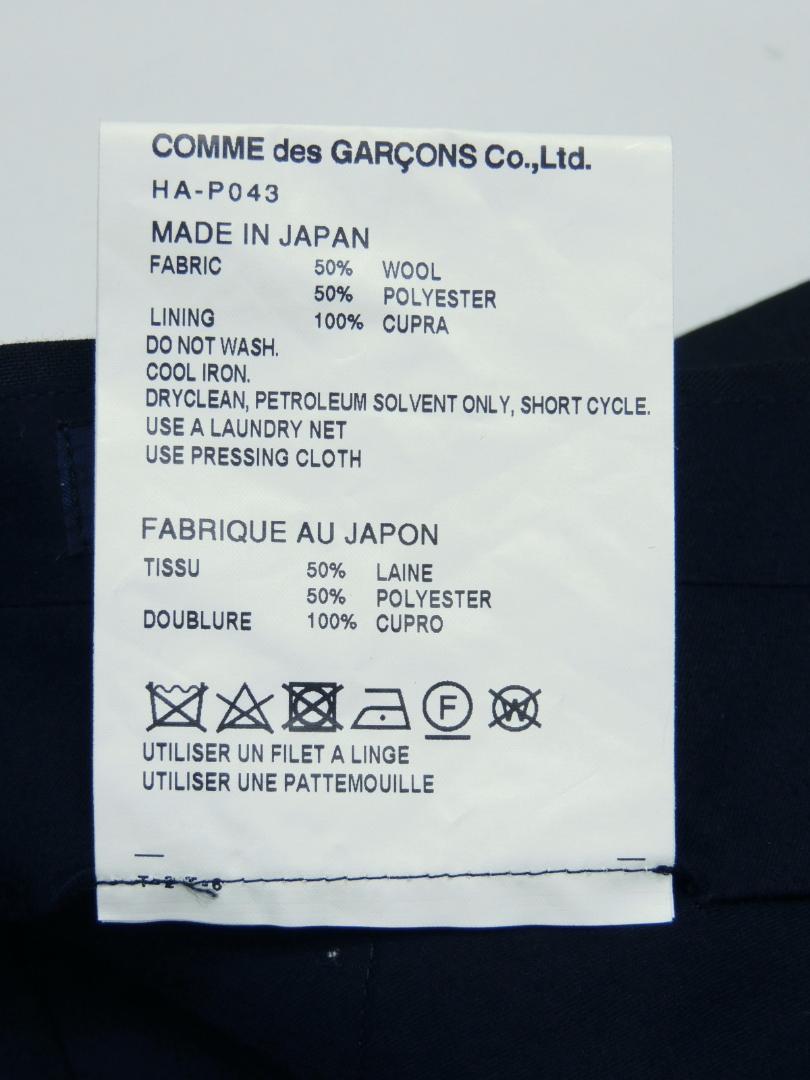 COMME des GARÇONS Co.,Ltd.
HA-P043
MADE IN JAPAN
FABRIC 50% WOOL
50% POLYESTER
LINING 100% CUPRA
DO NOT WASH.
COOL IRON.
DRYCLEAN, PETROLEUM SOLVENT ONLY, SHORT CYCLE.
USE A LAUNDRY NET
USE PRESSING CLOTH
FABRIQUE AU JAPON
TISSU 50% LAINE
50% POLYESTER
DOUBLURE 100% CUPRO
F W
UTILISER UN FILET A LINGE
UTILISER UNE PATTEMOUILLE